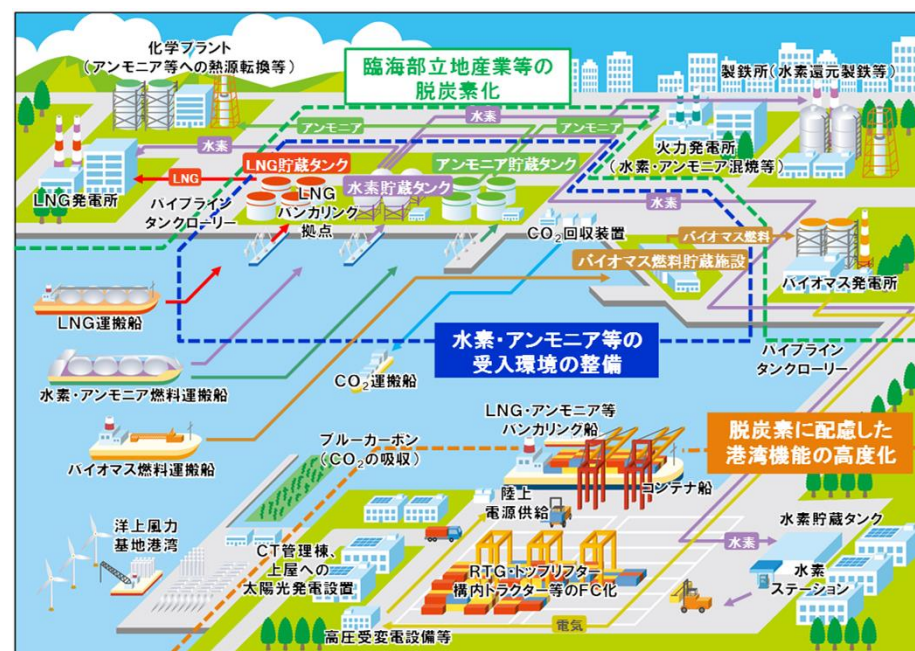 化学プラント
(アンモニア等への熱源転換等)
臨海部立地産業等の
脱炭素化
製鉄所(水素還元製鉄等)
アンモニア
水素
アンモニア
水素
火力発電所
(水素・アンモニア混焼等)
LNG
LNG貯蔵タンク
アンモニア貯蔵タンク
水素貯蔵タンク
LNG発電所
パイプライン
タンクローリー
LNG
バンカリング
拠点
水素
CO2回収装置
バイオマス燃料
バイオマス燃料貯蔵施設
バイオマス発電所
LNG運搬船
水素・アンモニア等の
受入環境の整備
パイプライン
タンクローリー
水素・アンモニア燃料運搬船
CO2運搬船
LNG・アンモニア等
バンカリング船
脱炭素に配慮した
港湾機能の高度化
バイオマス燃料運搬船
ブルーカーボン
(CO2の吸収)
コンテナ船
陸上
電源供給
水素貯蔵タンク
洋上風力
基地港湾
CT管理棟、
上屋への
太陽光発電設置
水素
RTG・トップリフター
構内トラクター等のFC化
水素
ステーション
高圧受変電設備等
電気